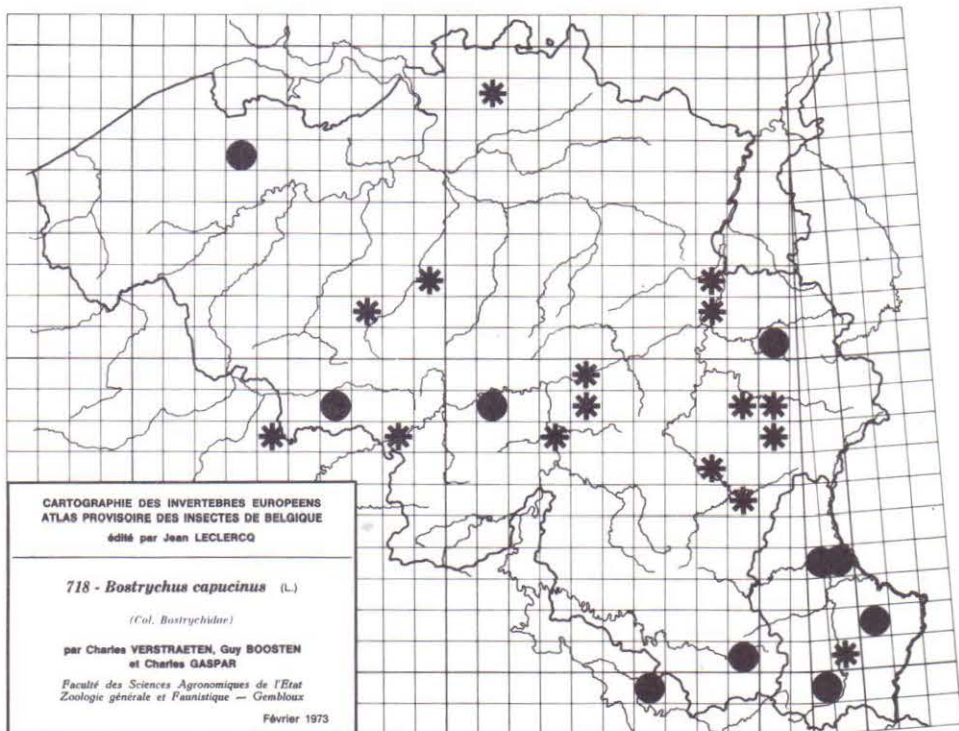 CARTOGRAPHIE DES INVERTEBRES EUROPEENS
ATLAS PROVISOIRE DES INSECTES DE BELGIQUE
édité par Jean LECLERCQ
718 - Bostrychus capucinus (L.)
(Col. Bostrychidae)
par Charles VERSTRAETEN, Guy BOOSTEN
et Charles GASPAR
Faculté des Sciences Agronomiques de l'Etat
Zoologie générale et Faunistique — Gembloux
Février 1973